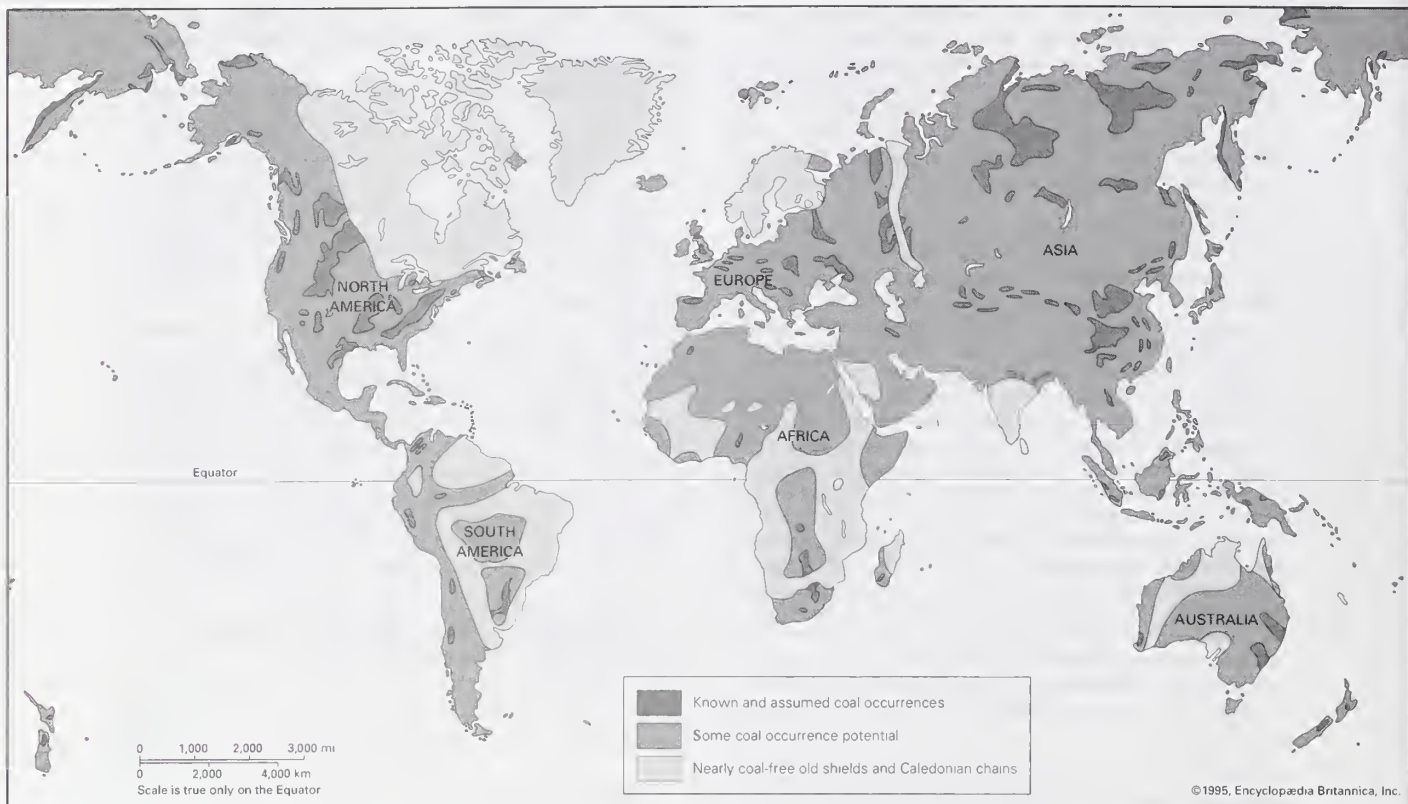 NORTH
AMERICA
EUROPE
ASIA
AFRICA
Equator
SOUTH
AMERICA
AUSTRALIA
Known and assumed coal occurrences
Some coal occurrence potential
Nearly coal-free old shields and Caledonian chains
0 1,000 2,000 3,000 mi
0 2,000 4,000 km
Scale is true only on the Equator
©1995, Encyclopædia Britannica, Inc.